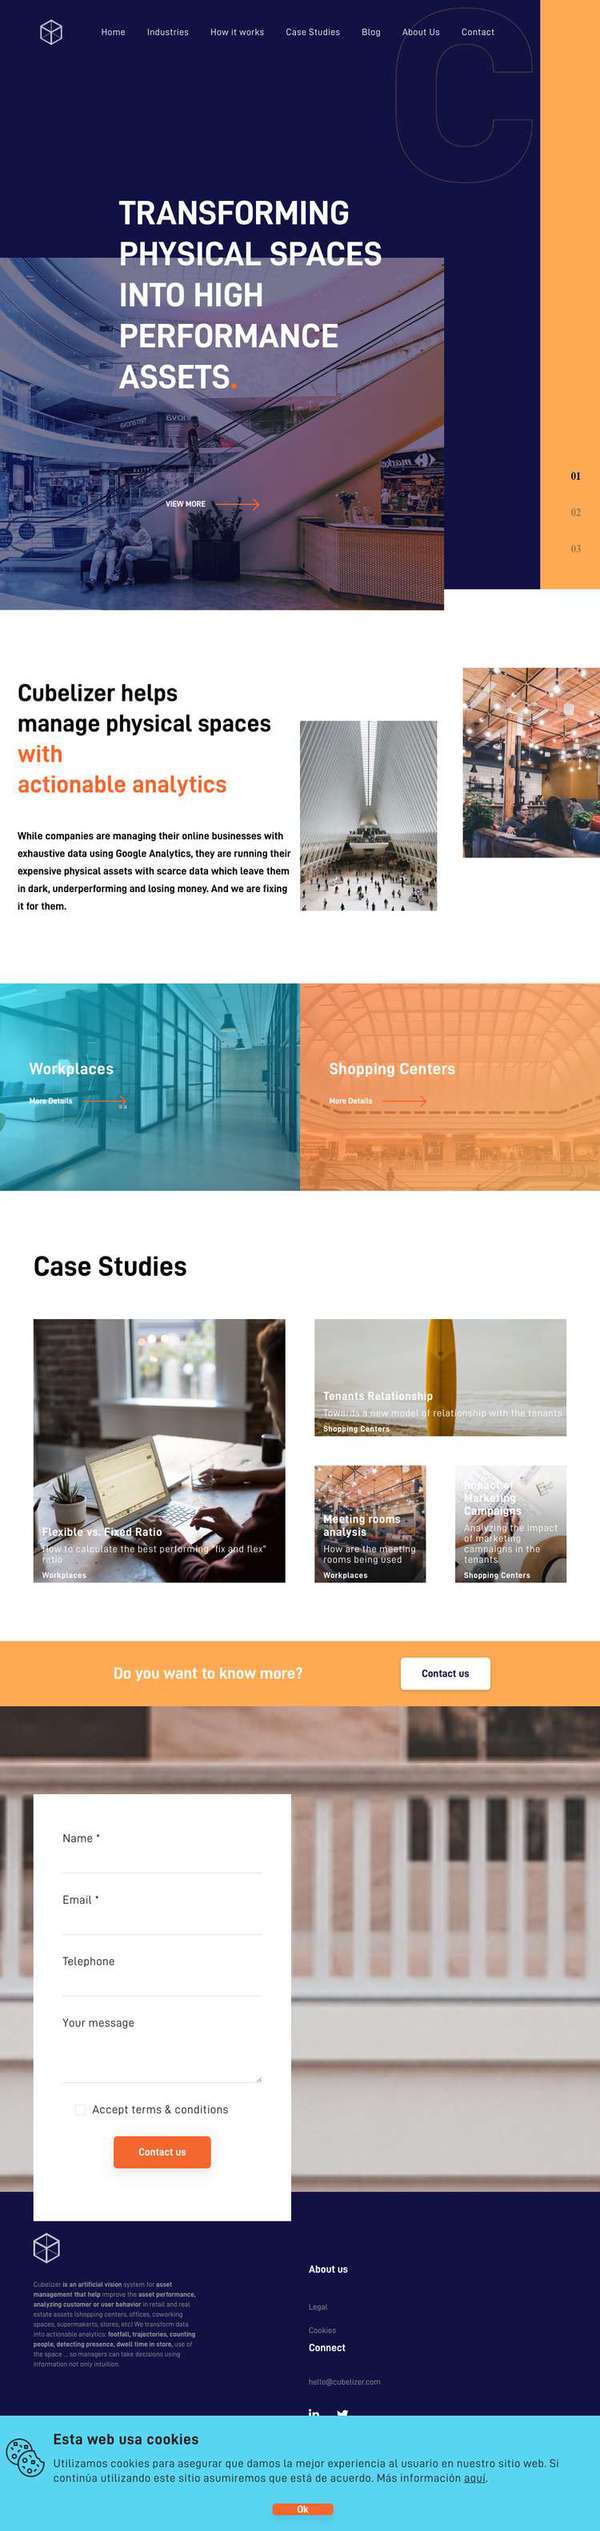 Home Industries How it works Case Studies Blog About Us Contact
C
TRANSFORMING
PHYSICAL SPACES
INTO HIGH
PERFORMANCE
ASSETS.
VIEW MORE
01
02
03
Cubelizer helps
manage physical spaces
with
actionable analytics
While companies are managing their online businesses with
exhaustive data using Google Analytics, they are running their
expensive physical assets with scarce data which leave them
in dark, underperforming and losing money. And we are fixing
it for them.
Workplaces
More Details
Shopping Centers
More Details
Case Studies
Flexible vs. Fixed Ratio
How to calculate the best performing "fix and flex"
ratio
Workplaces
Tenants Relationship
Towards a new model of relationship with the tenants
Shopping Centers
Meeting rooms
analysis
How are the meeting
rooms being used
Workplaces
Impact of
Marketing
Campaigns
Analyzing the impact
of marketing
campaigns in the
tenants
Shopping Centers
Do you want to know more?
Contact us
Name *
Email *
Telephone
Your message
Accept terms & conditions
Contact us
Cubelizer is an artificial vision system for asset
management that help improve the asset performance,
analyzing customer or user behavior in retail and real
estate assets (shopping centers, offices, coworking
spaces, supermakerts, stores, etc) We transform data
into actionable analytics: footfall, trajectories, counting
people, detecting presence, dwell time in store, use of
the space ... so managers can take decisions using
information not only intuition.
About us
Legal
Cookies
Connect
hello@cubelizer.com
in
Esta web usa cookies
Utilizamos cookies para asegurar que damos la mejor experiencia al usuario en nuestro sitio web. Si
continúa utilizando este sitio asumiremos que está de acuerdo. Más información aquí.
Ok